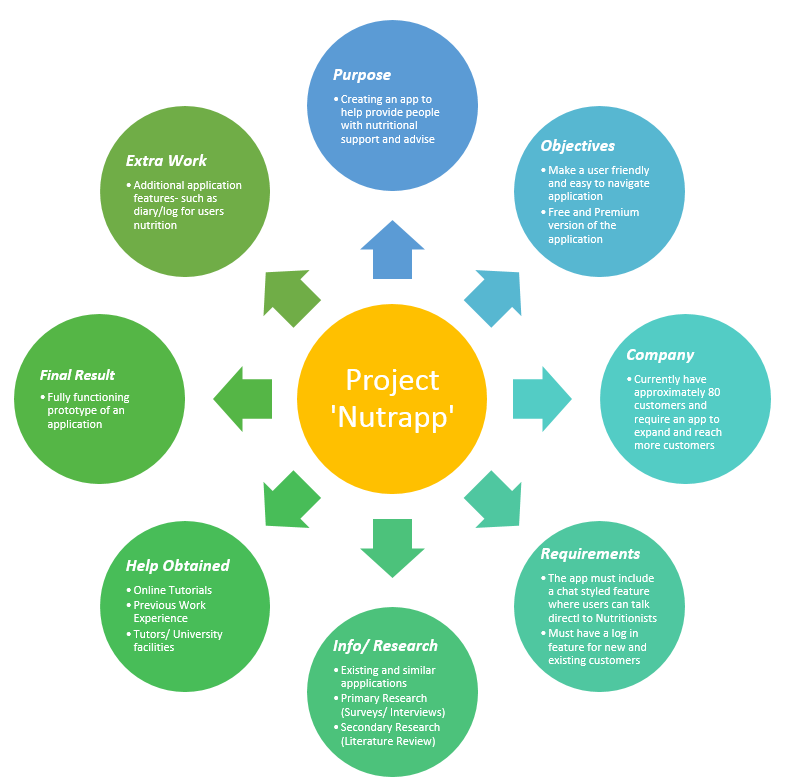 Purpose
• Creating an app to
help provide people
with nutritional
support and advise
Objectives
• Make a user friendly
and easy to navigate
application
• Free and Premium
version of the
application
Company
• Currently have
approximately 80
customers and
require an app to
expand and reach
more customers
Requirements
• The app must include
a chat styled feature
where users can talk
directl to Nutritionists
• Must have a log in
feature for new and
existing customers
Info/ Research
• Existing and similar
appplications
• Primary Research
(Surveys/ Interviews)
• Secondary Research
(Literature Review)
Help Obtained
• Online Tutorials
• Previous Work
Experience
• Tutors/ University
facilities
Final Result
• Fully functioning
prototype of an
application
Extra Work
• Additional application
features- such as
diary/log for users
nutrition
Project
'Nutrapp'